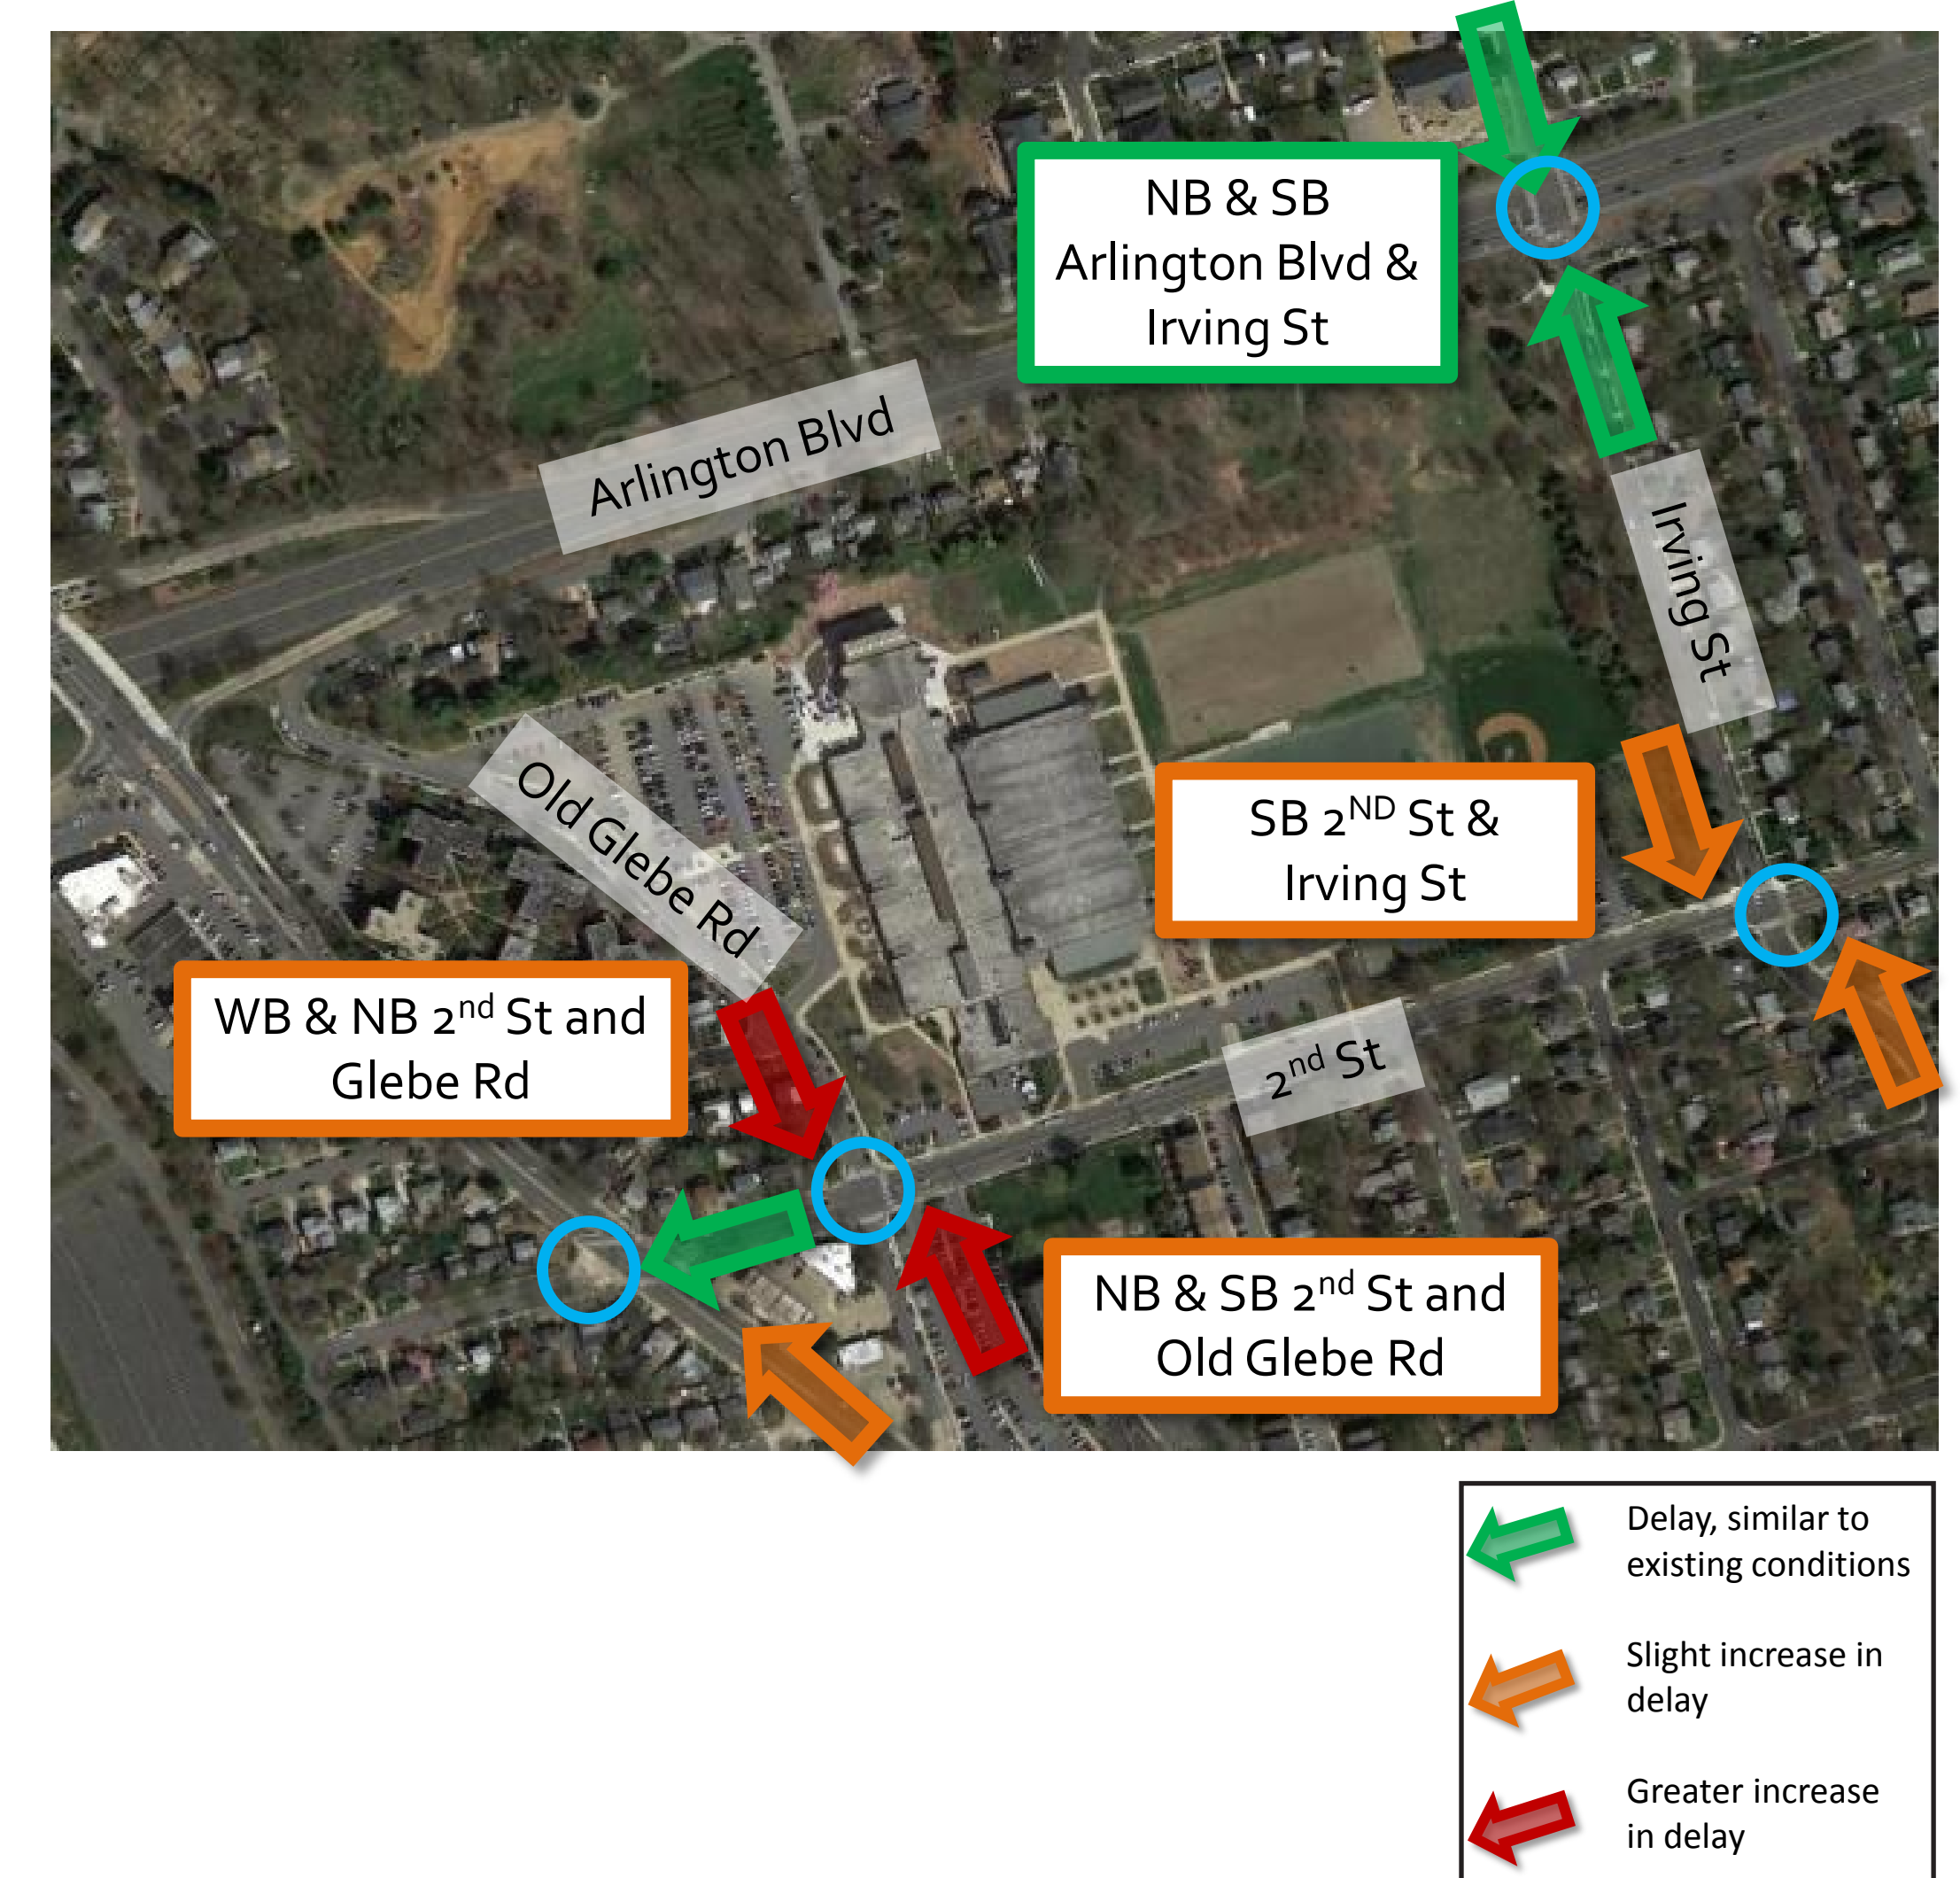 NB & SB
Arlington Blvd &
Irving St
Arlington Blvd
Irving St
Old Glebe Rd
SB 2ND St &
Irving St
WB & NB 2nd St and
Glebe Rd
2nd St
NB & SB 2nd St and
Old Glebe Rd
Delay, similar to
existing conditions
Slight increase in
delay
Greater increase
in delay